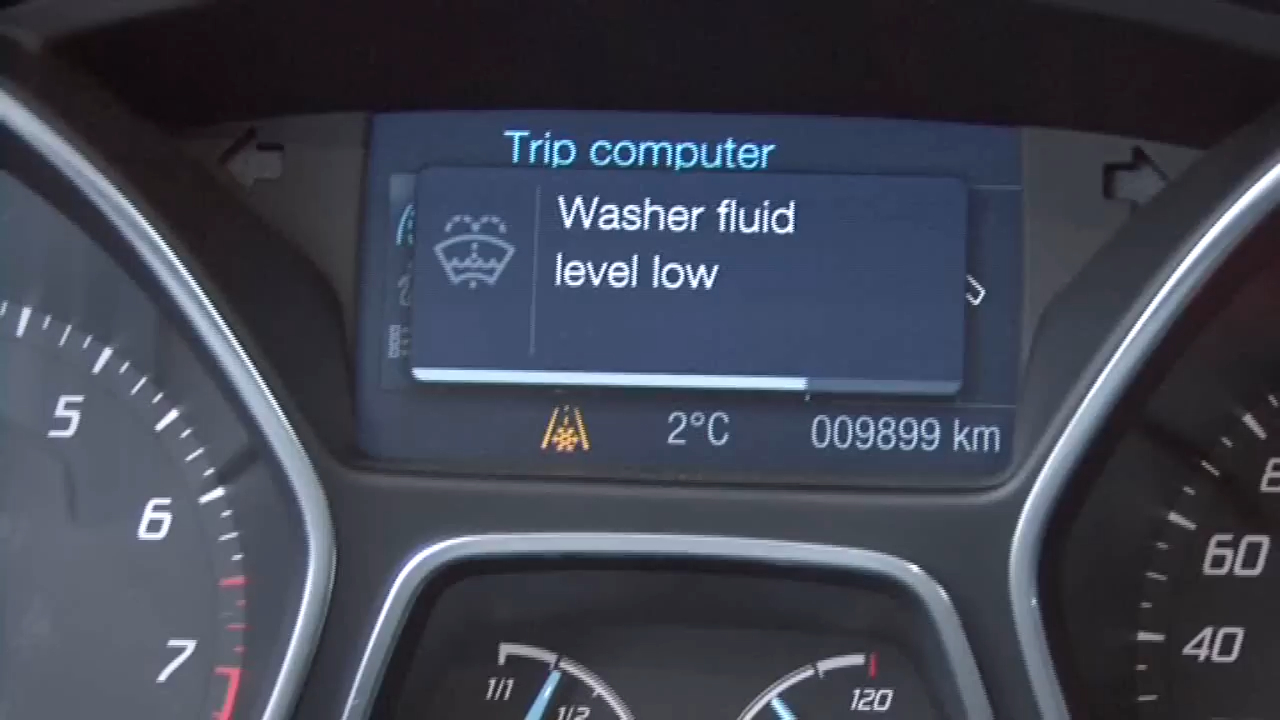 Trip computer
Washer fluid
level low
2°C 009899 km
5
6
7
60
40
1/1
1/2
120